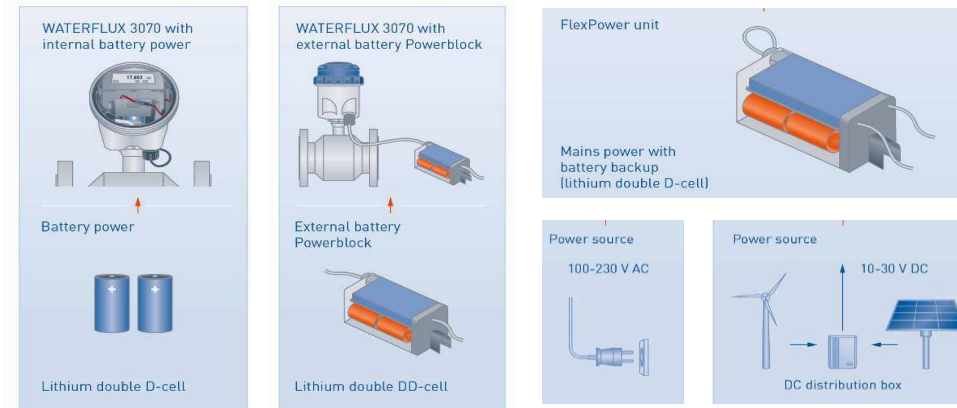 WATERFLUX 3070 with
internal battery power
Battery power
Lithium double D-cell
WATERFLUX 3070 with
external battery Powerblock
External battery
Powerblock
Lithium double DD-cell
FlexPower unit
Mains power with
battery backup
(lithium double D-cell)
Power source
100-230 V AC
Power source
10-30 V DC
DC distribution box